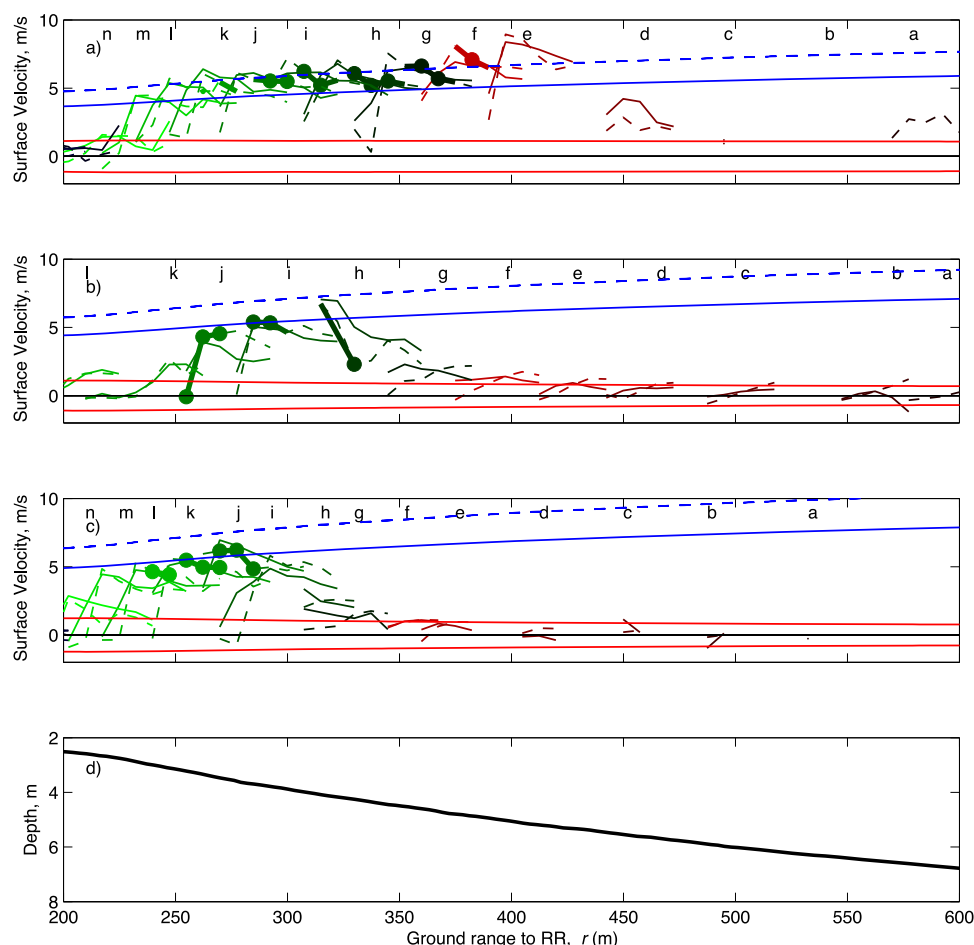 n m l k j i h g f e d c b a
a)
10
5
0
Surface Velocity, m/s
l k j i h g f e d c b a
b)
10
5
0
Surface Velocity, m/s
n m l k j i h g f e d c b a
c)
10
5
0
Surface Velocity, m/s
d)
2
4
6
8
Depth, m
200 250 300 350 400 450 500 550 600
Ground range to RR, r (m)